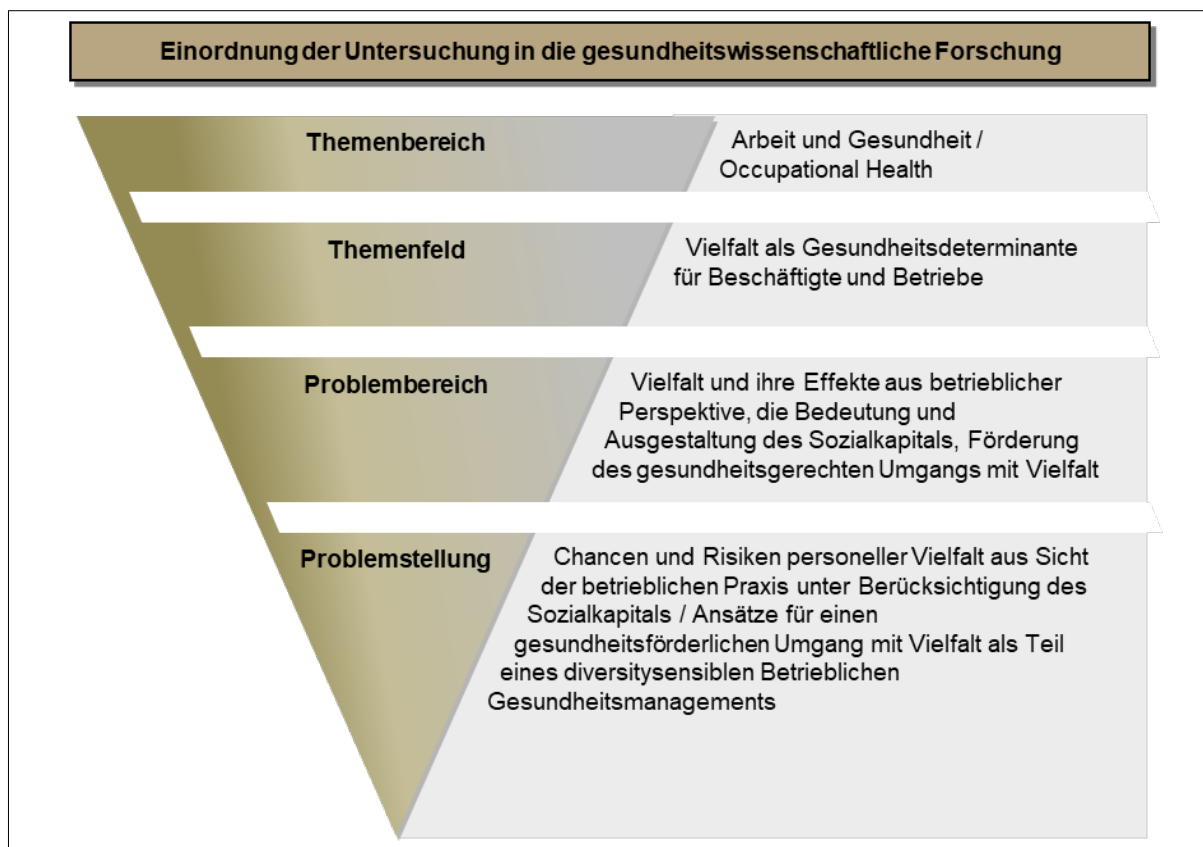 Einordnung der Untersuchung in die gesundheitswissenschaftliche Forschung
Themenbereich
Arbeit und Gesundheit /
Occupational Health
Themenfeld
Vielfalt als Gesundheitsdeterminante
für Beschäftigte und Betriebe
Problembereich
Vielfalt und ihre Effekte aus betrieblicher
Perspektive, die Bedeutung und
Ausgestaltung des Sozialkapitals, Förderung
des gesundheitsgerechten Umgangs mit Vielfalt
Problemstellung
Chancen und Risiken personeller Vielfalt aus Sicht
der betrieblichen Praxis unter Berücksichtigung des
Sozialkapitals / Ansätze für einen
gesundheitsförderlichen Umgang mit Vielfalt als Teil
eines diversitysensiblen Betrieblichen
Gesundheitsmanagements